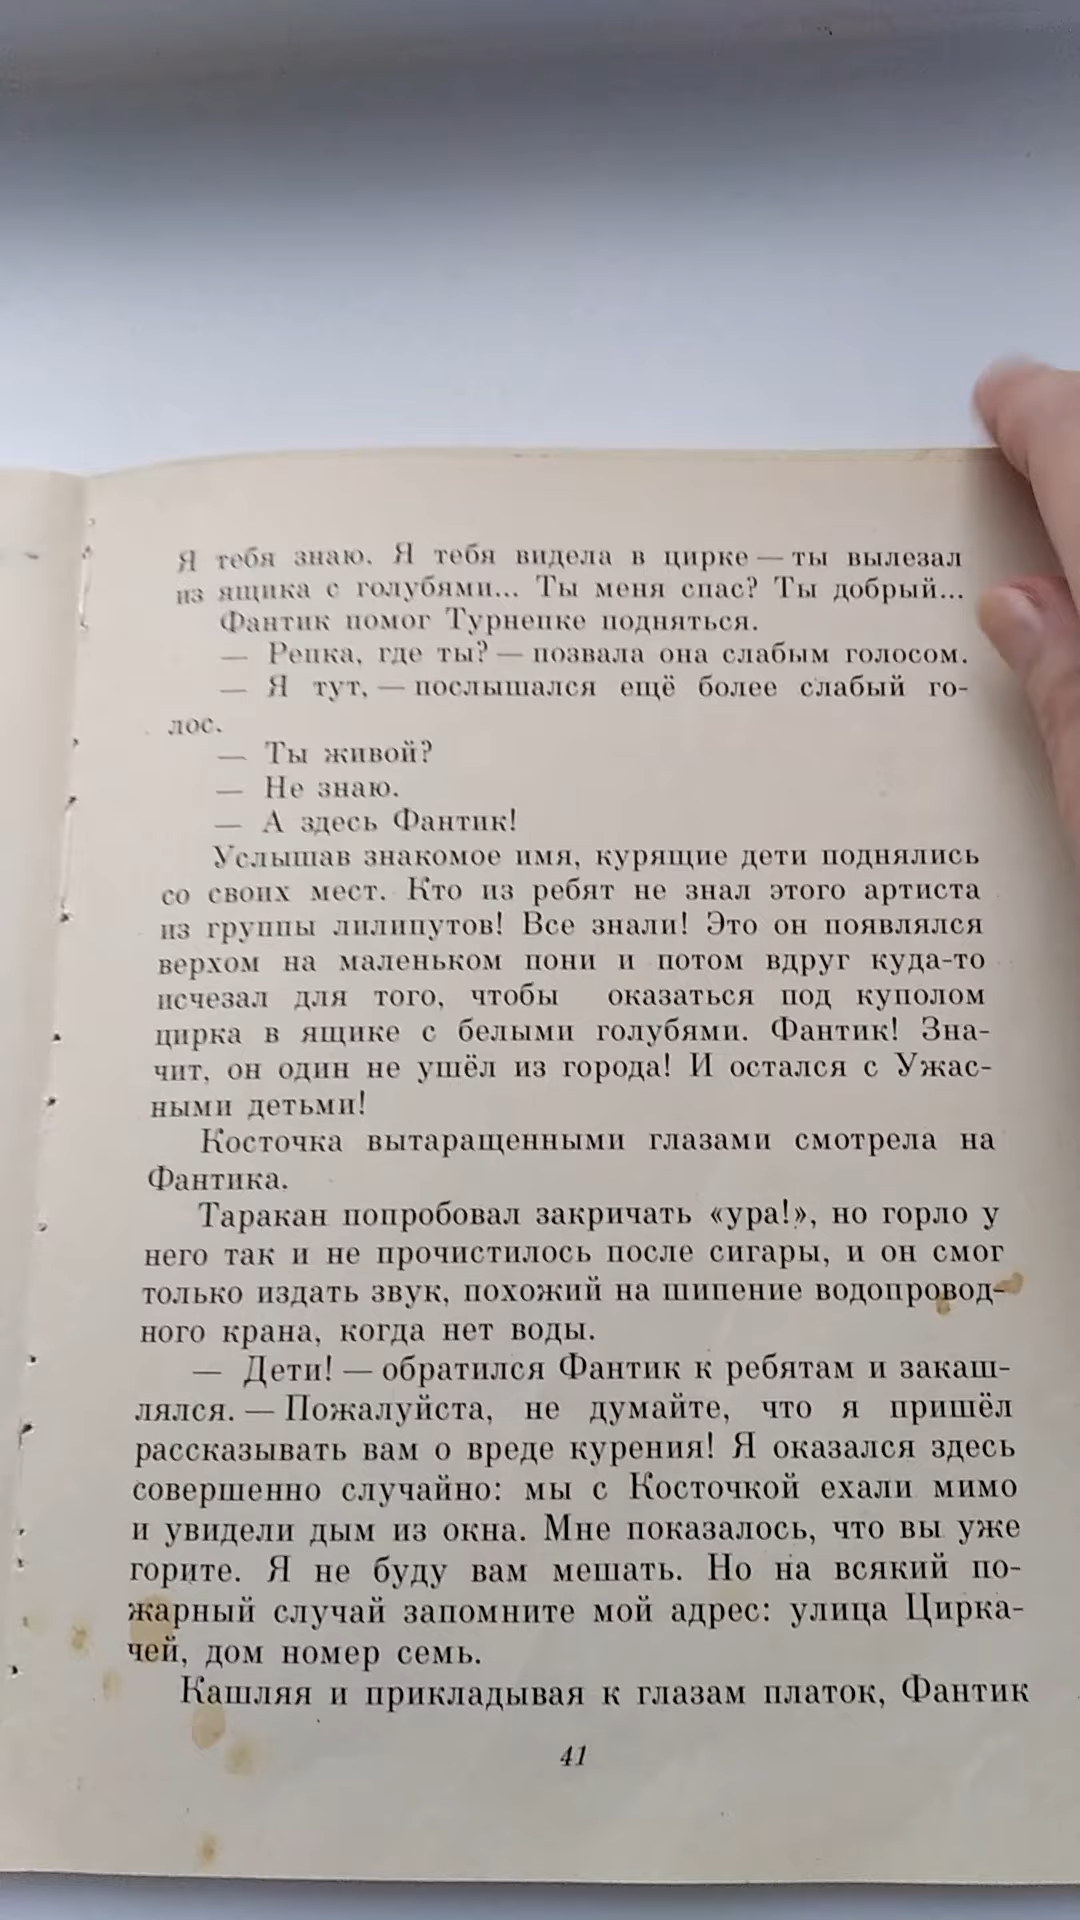 Я тебя знаю. Я тебя видела в цирке — ты вылезал
из ящика с голубями... Ты меня спас? Ты добрый...
Фантик помог Турнепке подняться.
— Репка, где ты? — позвала она слабым голосом.
— Я тут, — послышался ещё более слабый го-
лос.
— Ты живой?
— Не знаю.
— А здесь Фантик!
Услышав знакомое имя, курящие дети поднялись
со своих мест. Кто из ребят не знал этого артиста
из группы лилипутов! Все знали! Это он появлялся
верхом на маленьком пони и потом вдруг куда-то
исчезал для того, чтобы оказаться под куполом
цирка в ящике с белыми голубями. Фантик! Зна-
чит, он один не ушёл из города! И остался с Ужас-
ными детьми!
Косточка вытаращенными глазами смотрела на
Фантика.
Таракан попробовал закричать «ура!», но горло у
него так и не прочистилось после сигары, и он смог
только издать звук, похожий на шипение водопровод-
ного крана, когда нет воды.
— Дети! — обратился Фантик к ребятам и закаш-
лялся. — Пожалуйста, не думайте, что я пришёл
рассказывать вам о вреде курения! Я оказался здесь
совершенно случайно: мы с Косточкой ехали мимо
и увидели дым из окна. Мне показалось, что вы уже
горите. Я не буду вам мешать. Но на всякий по-
жарный случай запомните мой адрес: улица Цирка-
чей, дом номер семь.
Кашляя и прикладывая к глазам платок, Фантик
41